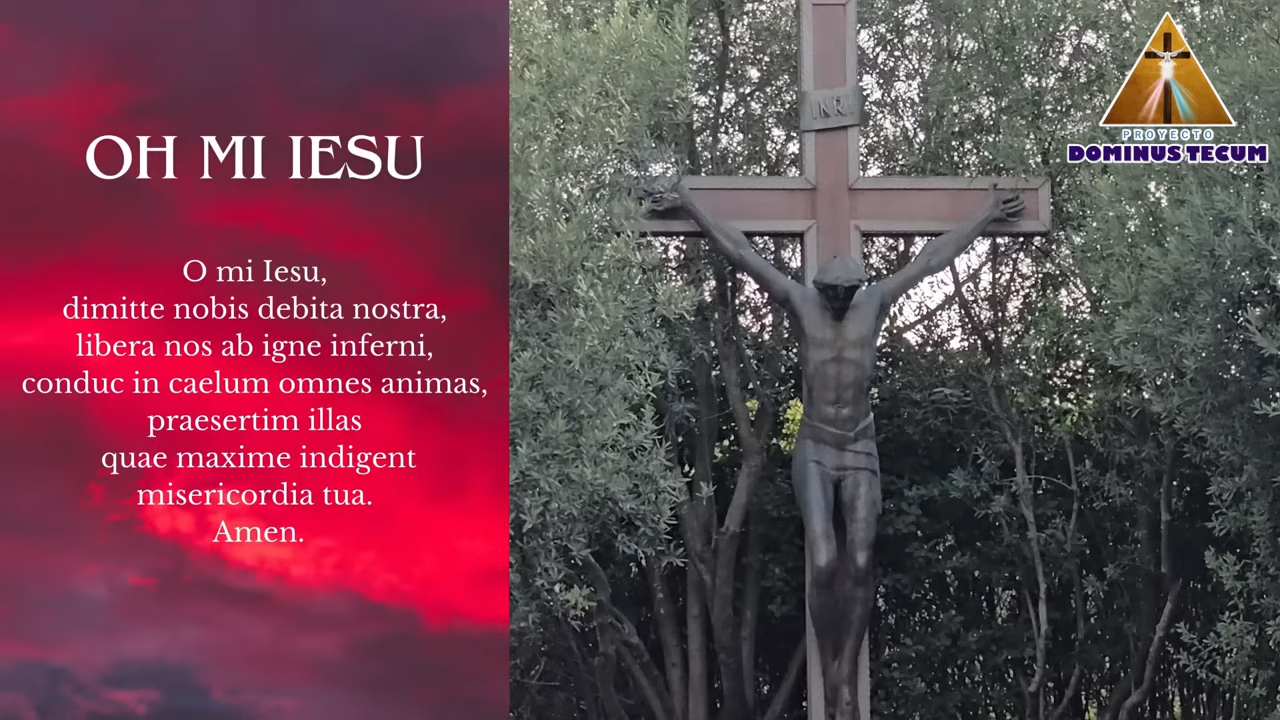 OH MI IESU
O mi Iesu,
dimitte nobis debita nostra,
libera nos ab igne inferni,
conduc in caelum omnes animas,
praesertim illas
quae maxime indigent
misericordia tua.
Amen.
INRI
PROYECTO
DOMINUS TECUM